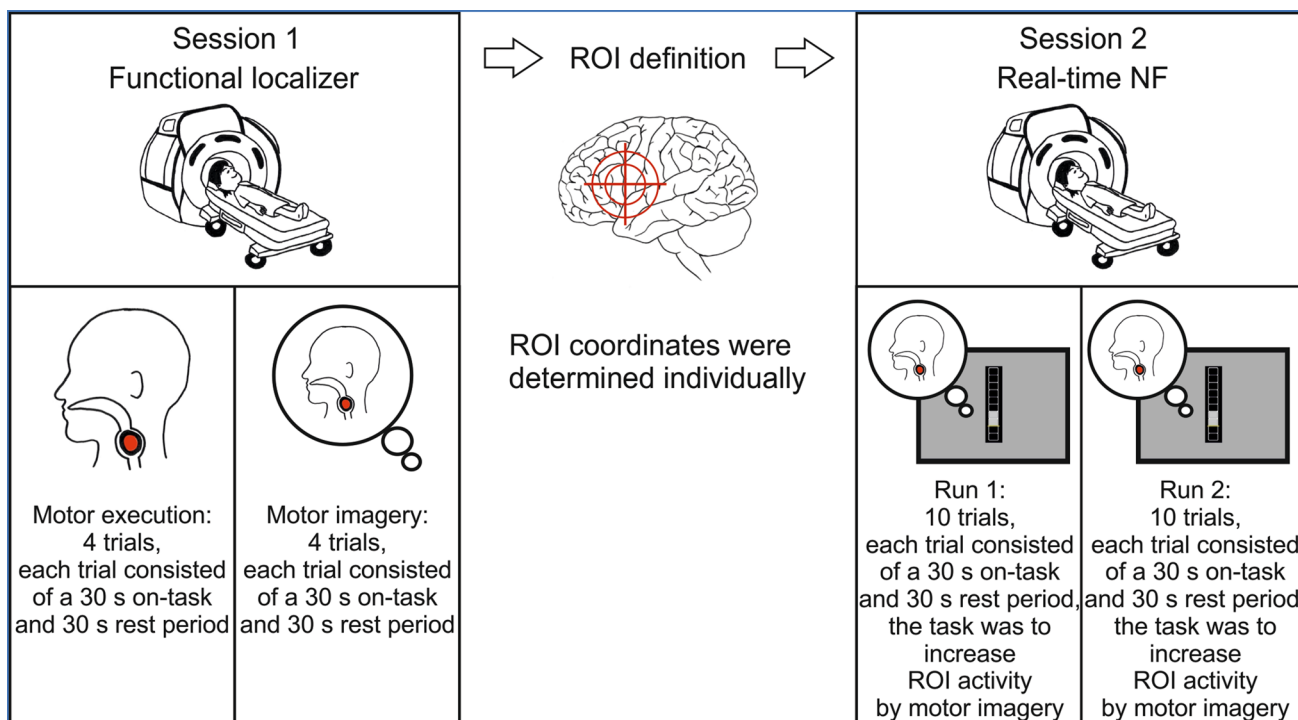 Session 1
Functional localizer
ROI definition
Session 2
Real-time NF
ROI coordinates were
determined individually
Motor execution:
4 trials,
each trial consisted
of a 30 s on-task
and 30 s rest period
Motor imagery:
4 trials,
each trial consisted
of a 30 s on-task
and 30 s rest period
Run 1:
10 trials,
each trial consisted
of a 30 s on-task
and 30 s rest period,
the task was to
increase
ROI activity
by motor imagery
Run 2:
10 trials,
each trial consisted
of a 30 s on-task
and 30 s rest period
the task was to
increase
ROI activity
by motor imagery